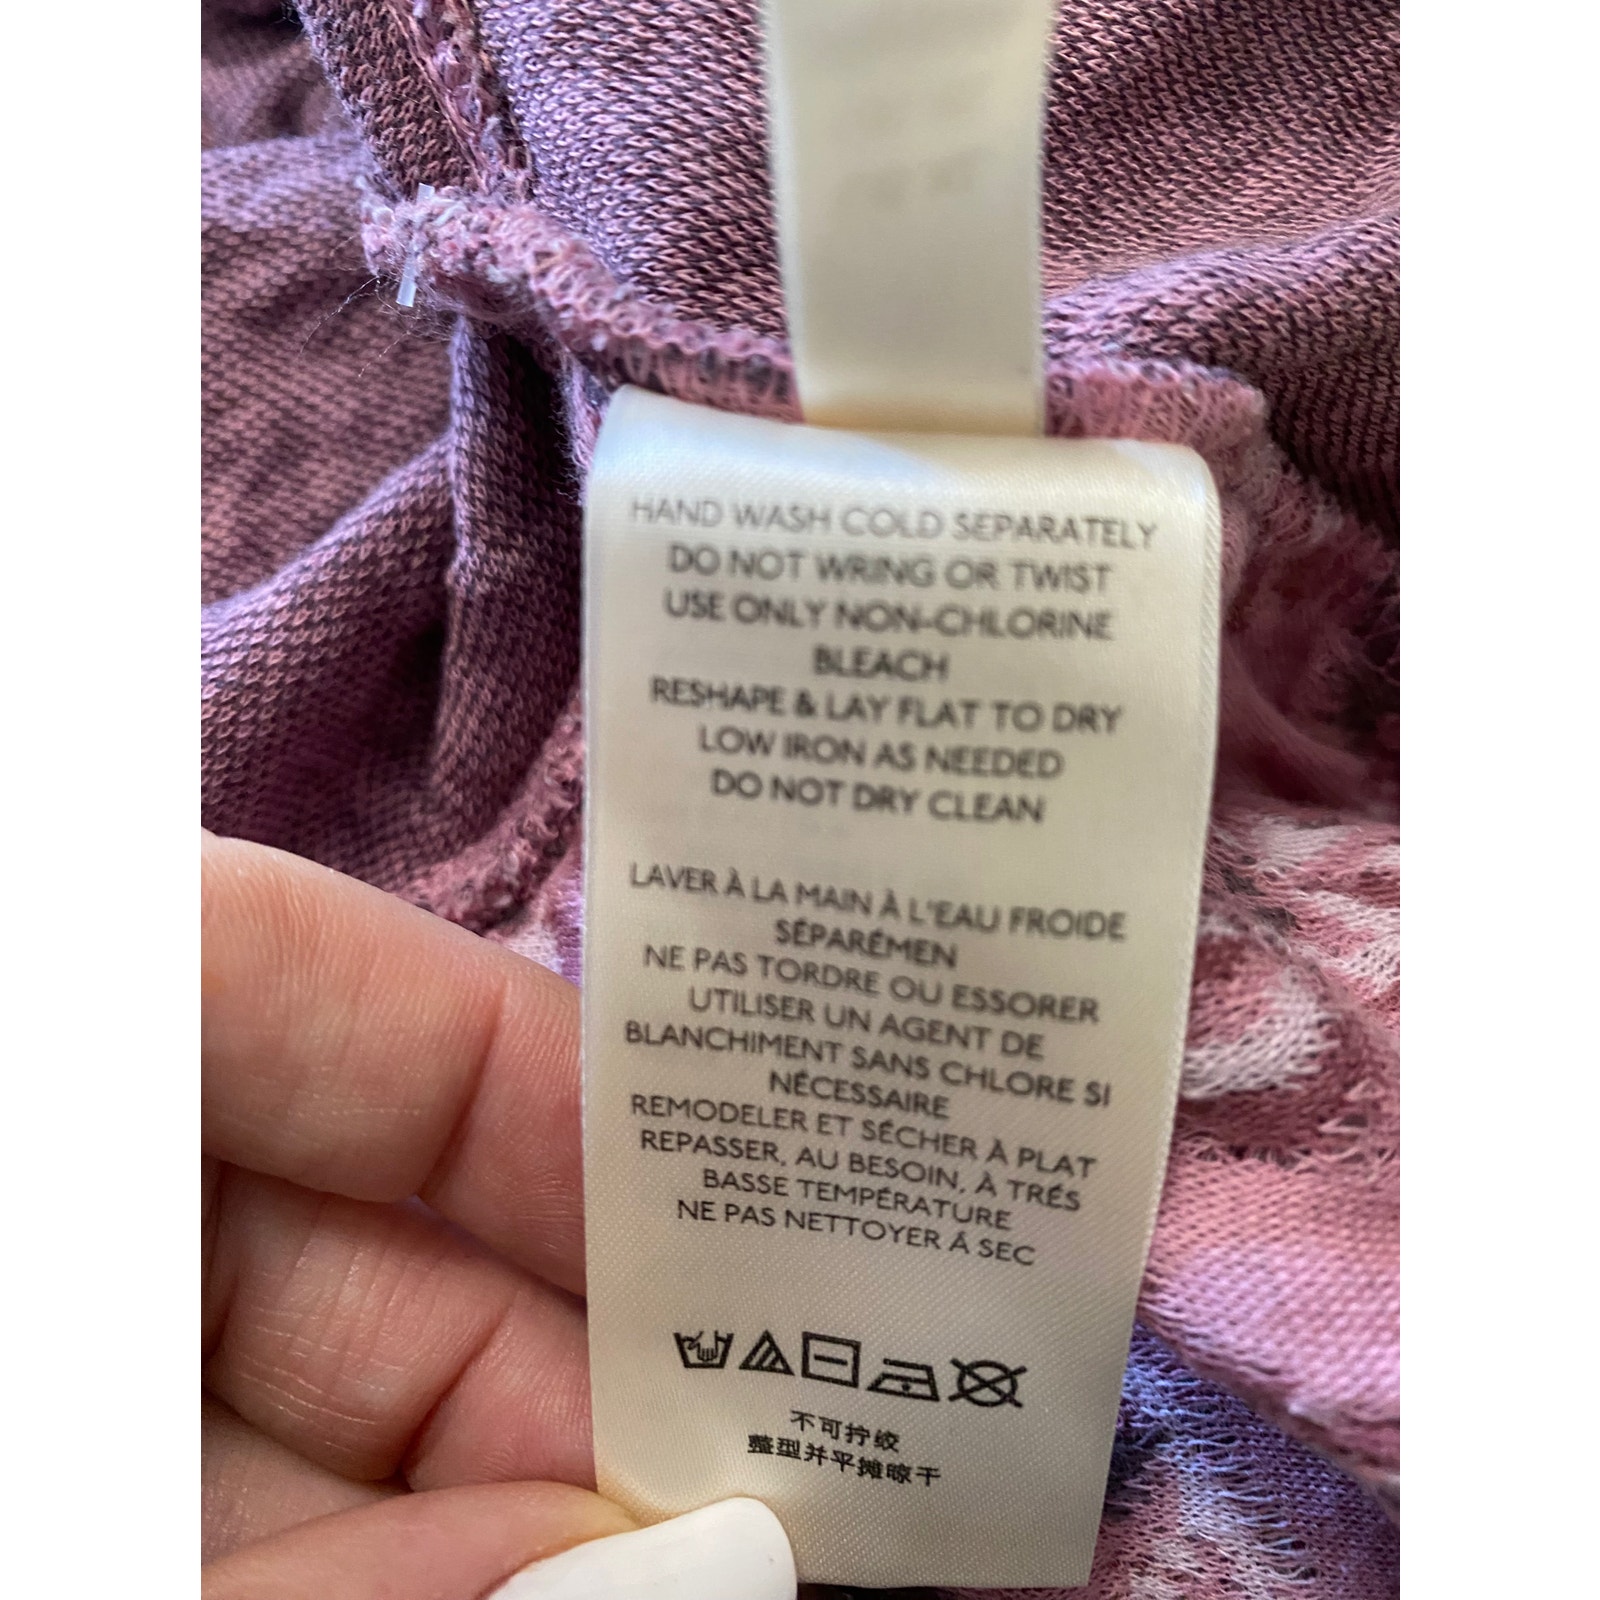 HAND WASH COLD SEPARATELY
DO NOT WRING OR TWIST
USE ONLY NON-CHLORINE
BLEACH
RESHAPE & LAY FLAT TO DRY
LOW IRON AS NEEDED
DO NOT DRY CLEAN
LAVER À LA MAIN À L'EAU FROIDE
SÉPARÉMEN
NE PAS TORDRE OU ESSORER
UTILISER UN AGENT DE
BLANCHIMENT SANS CHLORE SI
NÉCESSAIRE
REMODELER ET SÉCHER À PLAT
REPASSER, AU BESOIN, À TRÉS
BASSE TEMPÉRATURE
NE PAS NETTOYER Á SEC
不可拧绞
整型并平摊晾干